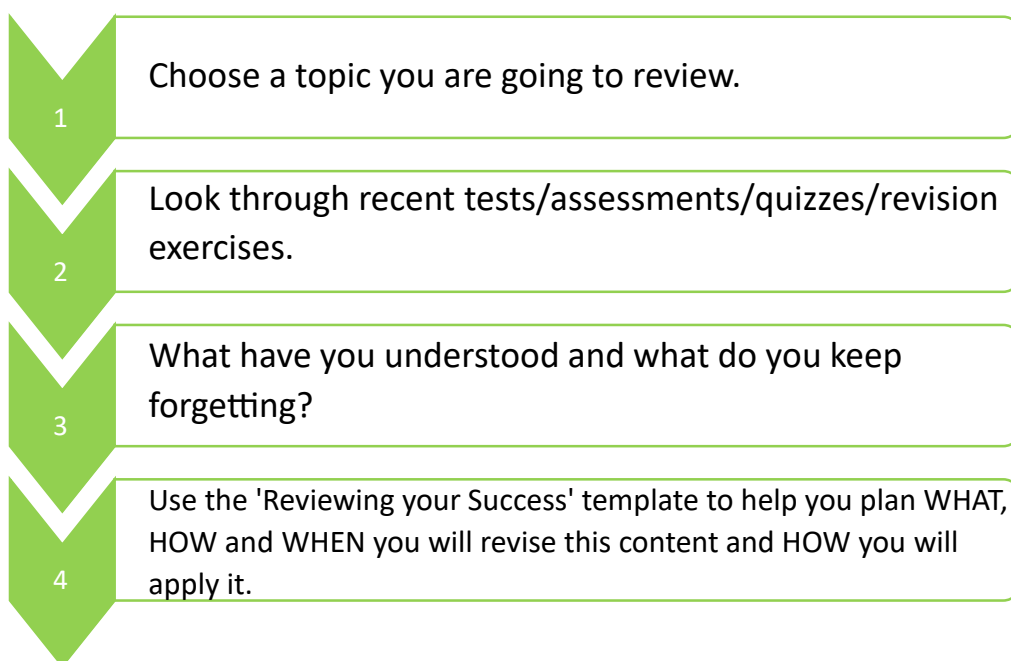 1
Choose a topic you are going to review.
2
Look through recent tests/assessments/quizzes/revision
exercises.
3
What have you understood and what do you keep
forgetting?
4
Use the 'Reviewing your Success' template to help you plan WHAT,
HOW and WHEN you will revise this content and HOW you will
apply it.